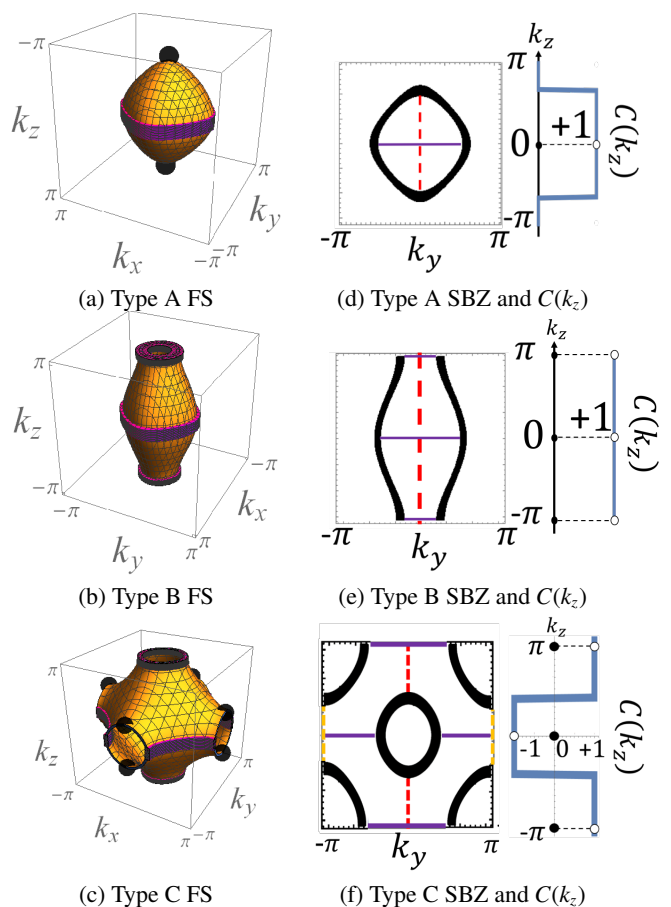 -π
k_z
π
π
k_x
-π
-π
k_y
π
(a) Type A FS
-π
k_y
π
k_z
π
0
-π
+1
C(k_z)
(d) Type A SBZ and C(k_z)
π
k_z
-π
-π
k_y
π
π
k_x
-π
(b) Type B FS
-π
k_y
π
k_z
π
0
-π
+1
C(k_z)
(e) Type B SBZ and C(k_z)
π
k_z
-π
k_x
π
-π
k_y
π
(c) Type C FS
-π
k_y
π
k_z
π
-1
0
+1
-π
C(k_z)
(f) Type C SBZ and C(k_z)